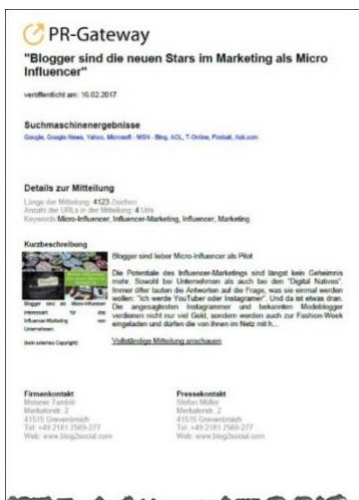 PR-Gateway
"Blogger sind die neuen Stars im Marketing als Micro
Influencer"
veröffentlicht am: 16.02.2017
Suchmaschinenergebnisse
Google, Google News, Yahoo, Microsoft - MSN - Bing, AOL, T-Online, Fireball, Ask.com
Details zur Mitteilung
Länge der Mitteilung: 4123 Zeichen
Anzahl der URLs in der Mitteilung: 4 Urls
Keywords: Micro-Influencer, Influencer-Marketing, Influencer, Marketing
Kurzbeschreibung
Blogger sind lieber Micro-Influencer als Pilot
Die Potentiale des Influencer-Marketings sind längst kein Geheimnis
mehr. Sowohl bei Unternehmen als auch bei den "Digital Natives".
Immer öfter lauten die Antworten auf die Frage, was sie einmal werden
wollen: "Ich werde YouTuber oder Instagramer". Und da ist etwas dran.
Die angesagtesten Instagrammer und bekannten Modeblogger
verdienen nicht nur viel Gold, sondern werden auch zur Fashion-Week
eingeladen und dürfen die von ihnen im Netz mit h...
Vollständige Mitteilung anschauen
Blogger sind als Micro-Influencer
interessant für das
Influencer-Marketing von
Unternehmen.
(kein externes Copyright)
Firmenkontakt
Melanie Tamblé
Merkatorstr. 2
41515 Grevenbroich
Tel: +49 2181 7569-277
Web: www.blog2social.com
Pressekontakt
Stefan Müller
Merkatorstr. 2
41515 Grevenbroich
Tel: +49 2181 7569-277
Web: www.blog2social.com